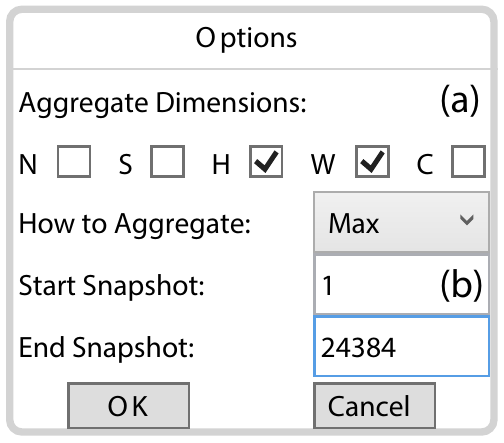 Options
Aggregate Dimensions: (a)
N S H W C
How to Aggregate: Max
Start Snapshot: 1 (b)
End Snapshot: 24384
OK Cancel